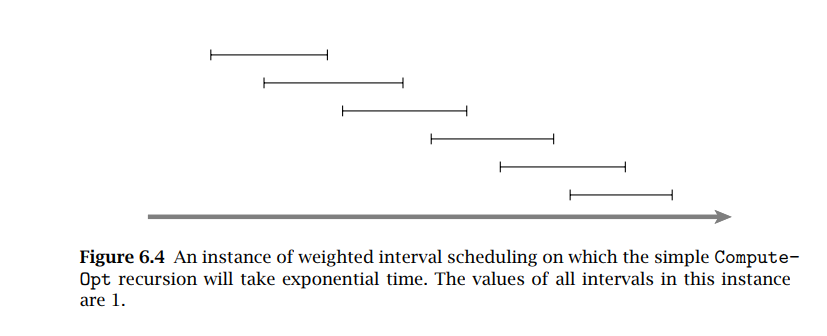 Figure 6.4 An instance of weighted interval scheduling on which the simple Compute-
Opt recursion will take exponential time. The values of all intervals in this instance
are 1.